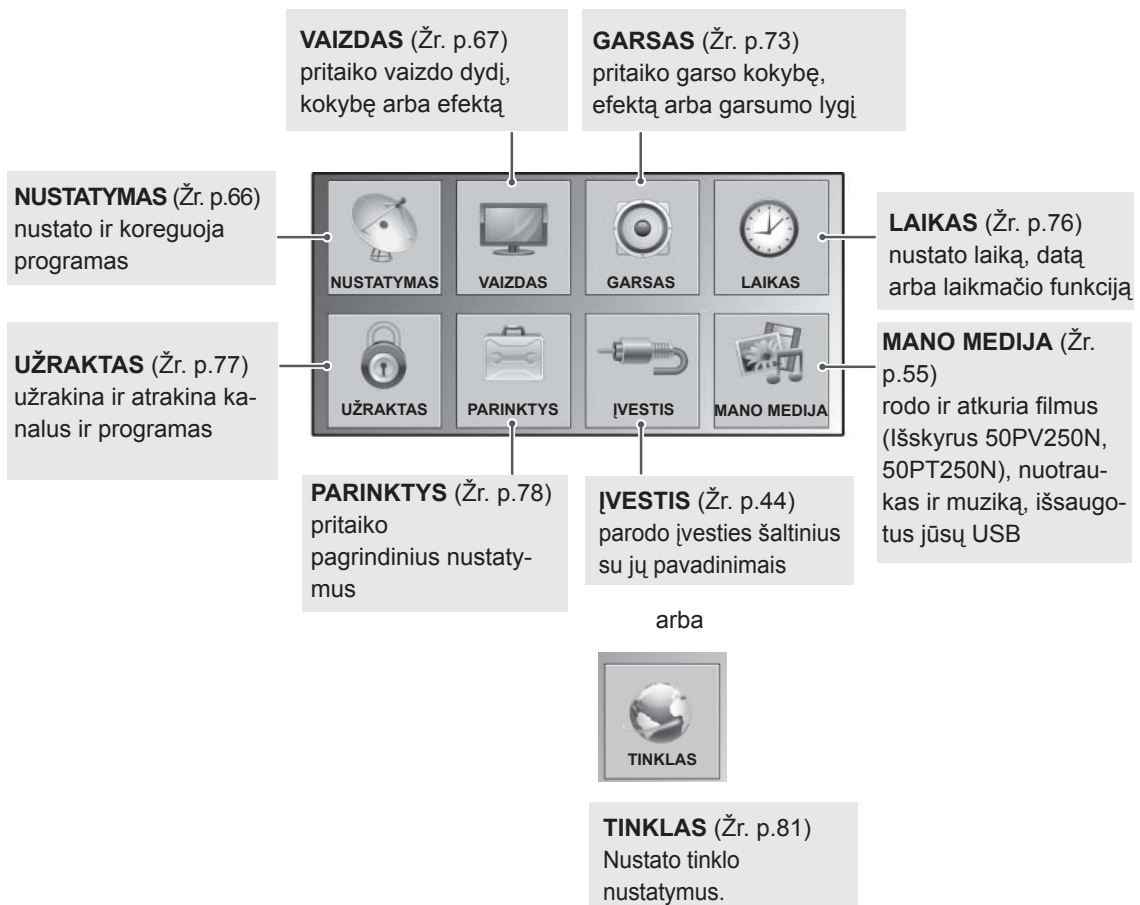 VAIZDAS (Žr. p.67)
pritaiko vaizdo dydį,
kokybę arba efektą
GARSAS (Žr. p.73)
pritaiko garso kokybę,
efektą arba garsumo lygį
NUSTATYMAS (Žr. p.66)
nustato ir koreguoja
programas
NUSTATYMAS
VAIZDAS
GARSAS
LAIKAS
LAIKAS (Žr. p.76)
nustato laiką, datą
arba laikmačio funkciją
UŽRAKTAS (Žr. p.77)
užrakina ir atrakina ka-
nalus ir programas
UŽRAKTAS
PARINKTYS
ĮVESTIS
MANO MEDIJA
MANO MEDIJA (Žr.
p.55)
rodo ir atkuria filmus
(Išskyrus 50PV250N,
50PT250N), nuotrau-
kas ir muziką, išsaugo-
tus jūsų USB
PARINKTYS (Žr. p.78)
pritaiko
pagrindinius nustaty-
mus
ĮVESTIS (Žr. p.44)
parodo įvesties šaltinius
su jų pavadinimais
arba
TINKLAS
TINKLAS (Žr. p.81)
Nustato tinklo
nustatymus.